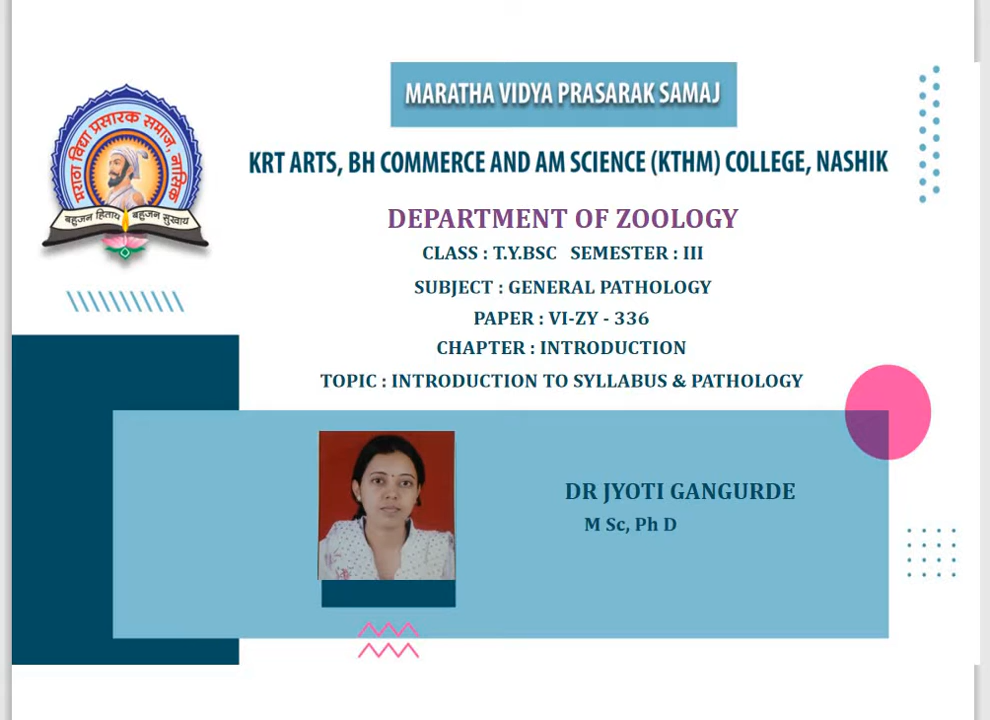 मराठा विद्या प्रसारक समाज, नाशिक
बहुजन हिताय बहुजन सुखाय
MARATHA VIDYA PRASARAK SAMAJ
KRT ARTS, BH COMMERCE AND AM SCIENCE (KTHM) COLLEGE, NASHIK
DEPARTMENT OF ZOOLOGY
CLASS : T.Y.BSC SEMESTER : III
SUBJECT : GENERAL PATHOLOGY
PAPER : VI-ZY - 336
CHAPTER : INTRODUCTION
TOPIC : INTRODUCTION TO SYLLABUS & PATHOLOGY
DR JYOTI GANGURDE
M Sc, Ph D